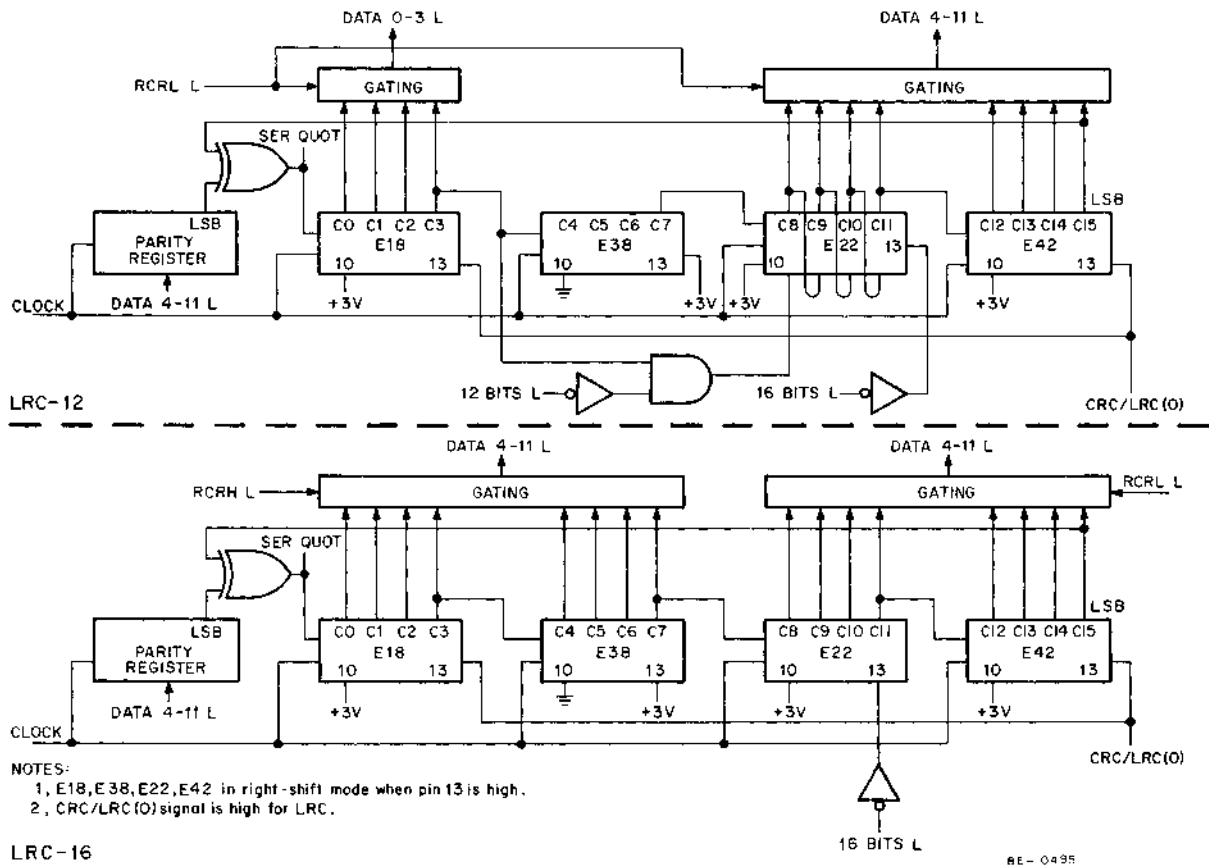 DATA 0-3 L
DATA 4-11 L
RCRL L
GATING
GATING
SER QUOT
LSB
PARITY
REGISTER
C0 C1 C2 C3
E18
10 13
C4 C5 C6 C7
E38
10 13
C8 C9 C10 C11
E22
10 13
LSB
C12 C13 C14 C15
E42
10 13
+3V
+3V
+3V
+3V
CLOCK
DATA 4-11 L
12 BITS L
16 BITS L
CRC/LRC(0)
LRC-12
DATA 4-11 L
DATA 4-11 L
RCRH L
GATING
GATING
RCRL L
SER QUOT
LSB
PARITY
REGISTER
C0 C1 C2 C3
E18
10 13
C4 C5 C6 C7
E38
10 13
C8 C9 C10 C11
E22
10 13
LSB
C12 C13 C14 C15
E42
10 13
+3V
+3V
+3V
+3V
DATA 4-11 L
CLOCK
CRC/LRC(0)
NOTES:
1, E18,E38,E22,E42 in right-shift mode when pin 13 is high.
2, CRC/LRC(0) signal is high for LRC.
16 BITS L
LRC-16
8E-0495